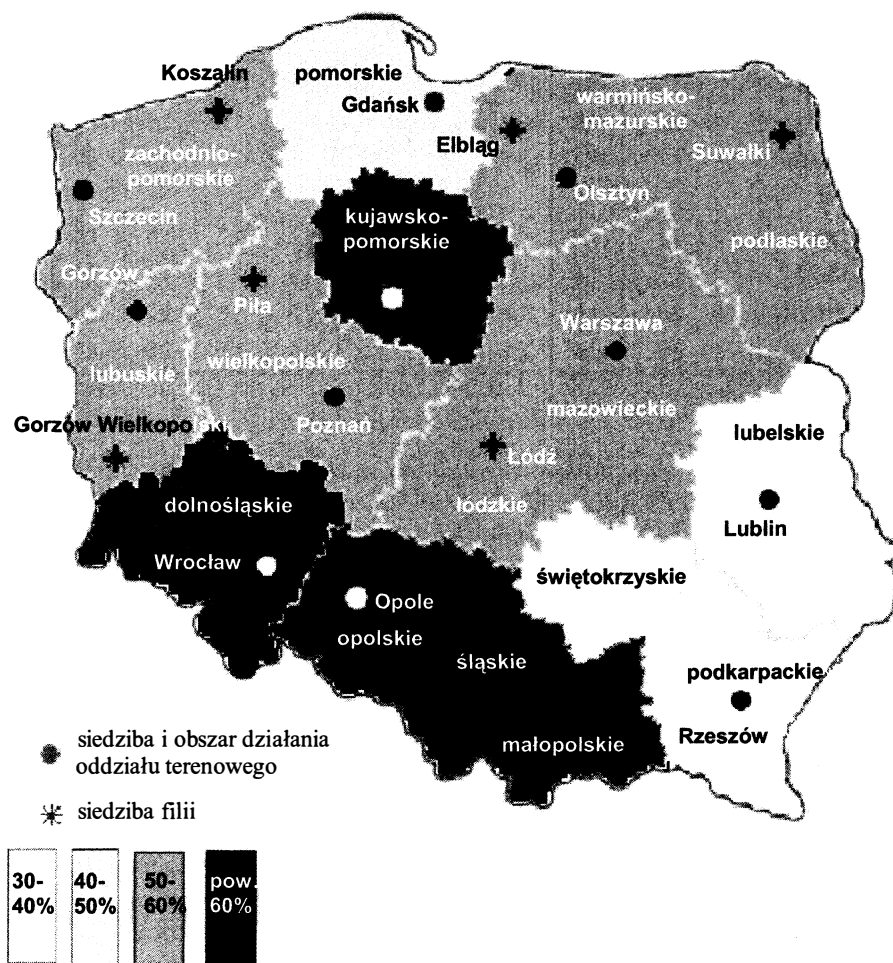 Koszalin
pomorskie
Gdańsk
warmińsko-
mazurskie
Elbląg
Suwałki
zachodnio-
pomorskie
Olsztyn
Szczecin
kujawsko-
pomorskie
podlaskie
Gorzów
Piła
Warszawa
wielkopolskie
lubuskie
mazowieckie
Poznań
Gorzów Wielkopolski
lubelskie
Łódź
dolnośląskie
łódzkie
Lublin
Wrocław
świętokrzyskie
Opole
opolskie
śląskie
podkarpackie
Rzeszów
małopolskie
siedziba i obszar działania
oddziału terenowego
siedziba filii
30-
40%
40-
50%
50-
60%
pow.
60%